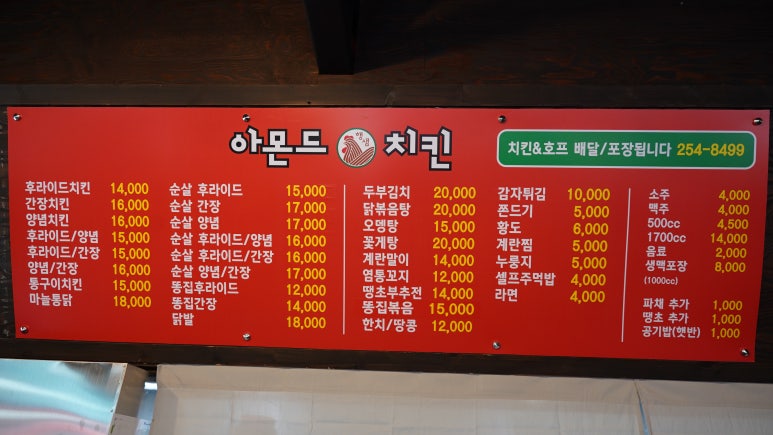 아몬드 행컴 치킨
치킨&호프 배달/포장됩니다 254-8499
후라이드치킨 14,000
간장치킨 16,000
양념치킨 16,000
후라이드/양념 15,000
후라이드/간장 15,000
양념/간장 16,000
통구이치킨 15,000
마늘통닭 18,000
순살 후라이드 15,000
순살 간장 17,000
순살 양념 17,000
순살 후라이드/양념 16,000
순살 후라이드/간장 16,000
순살 양념/간장 17,000
똥집후라이드 12,000
똥집간장 14,000
닭발 18,000
두부김치 20,000
닭볶음탕 20,000
오뎅탕 15,000
꽃게탕 20,000
계란말이 14,000
염통꼬지 12,000
땡초부추전 14,000
똥집볶음 15,000
한치/땅콩 12,000
감자튀김 10,000
쫀드기 5,000
황도 6,000
계란찜 5,000
누룽지 5,000
셀프주먹밥 4,000
라면 4,000
소주 4,000
맥주 4,000
500cc 4,500
1700cc 14,000
음료 2,000
생맥포장 8,000
(1000cc)
파채 추가 1,000
땡초 추가 1,000
공기밥(햇반) 1,000